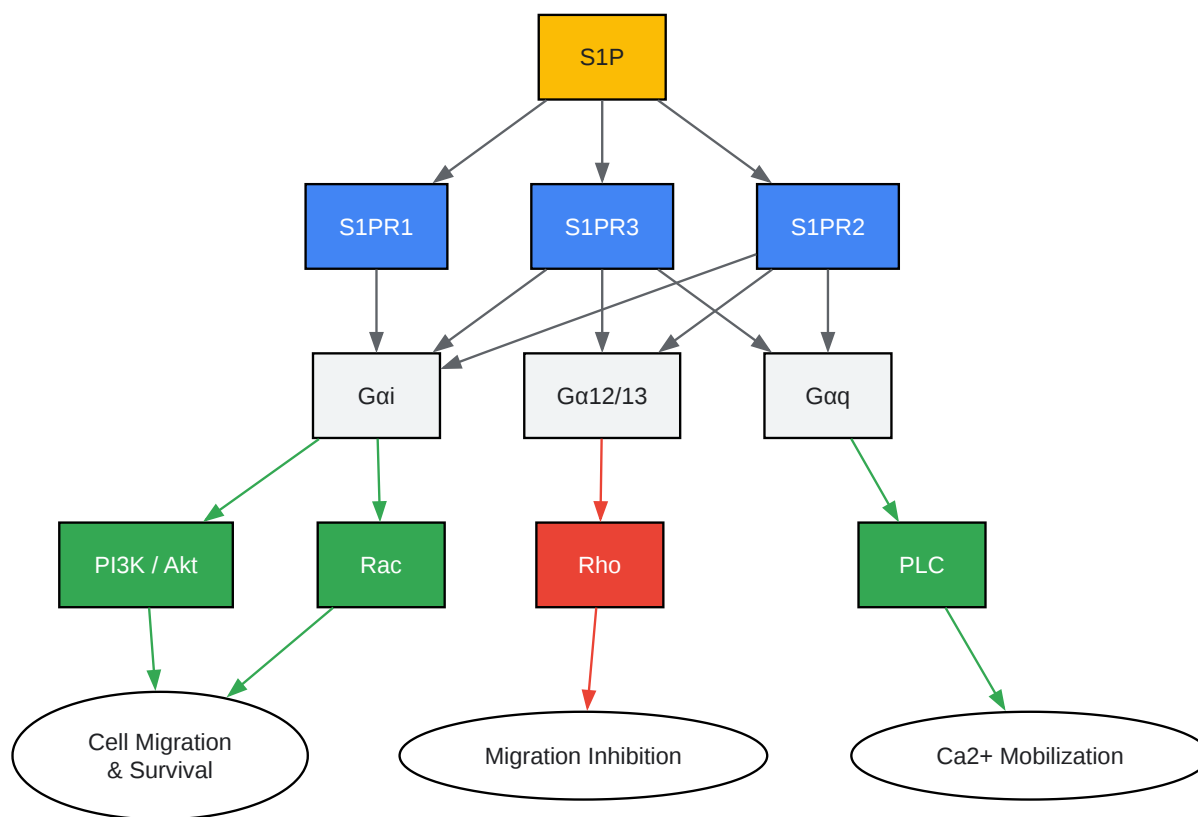 S1P
S1PR1
S1PR3
S1PR2
Gαi
Gα12/13
Gαq
PI3K / Akt
Rac
Rho
PLC
Cell Migration
& Survival
Migration Inhibition
Ca2+ Mobilization